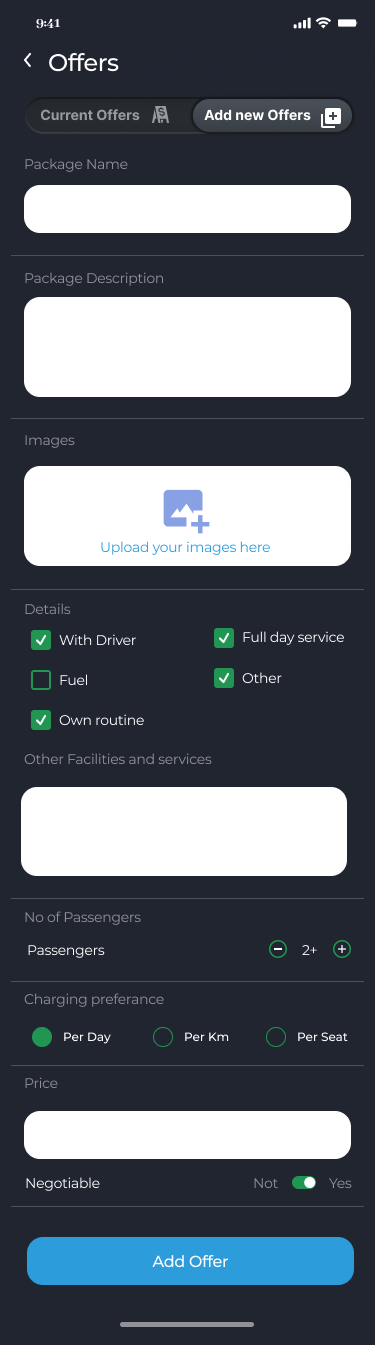 9:41
Offers
Current Offers
Add new Offers
Package Name
Package Description
Images
Upload your images here
Details
With Driver
Full day service
Fuel
Other
Own routine
Other Facilities and services
No of Passengers
Passengers
2+
Charging preferance
Per Day
Per Km
Per Seat
Price
Negotiable
Not
Yes
Add Offer